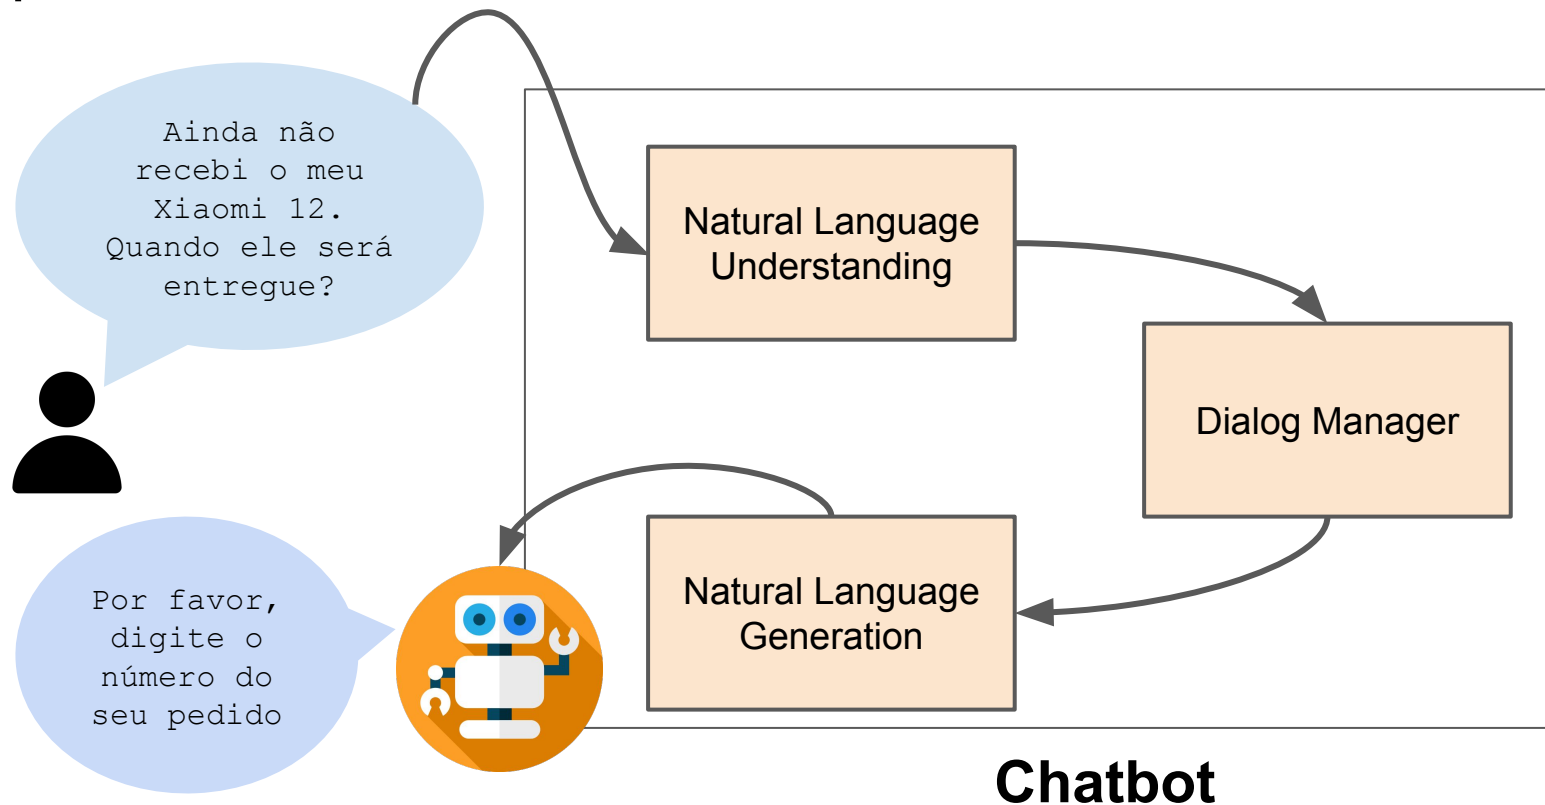 Ainda não
recebi o meu
Xiaomi 12.
Quando ele será
entregue?
Natural Language
Understanding
Dialog Manager
Natural Language
Generation
Por favor,
digite o
número do
seu pedido
Chatbot